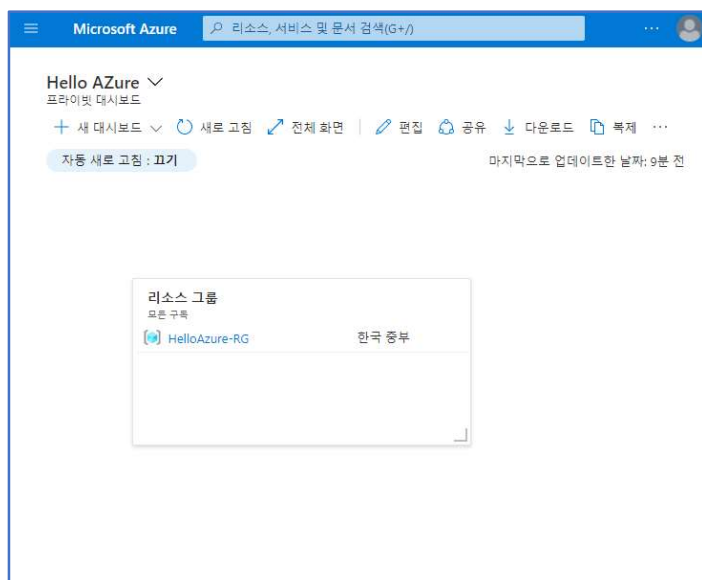 Microsoft Azure 리소스, 서비스 및 문서 검색(G+/) ...
Hello AZure
프라이빗 대시보드
새 대시보드 새로 고침 전체 화면 편집 공유 다운로드 복제 ...
자동 새로 고침 : 끄기 마지막으로 업데이트한 날짜: 9분 전
리소스 그룹
모든 구독
HelloAzure-RG 한국 중부